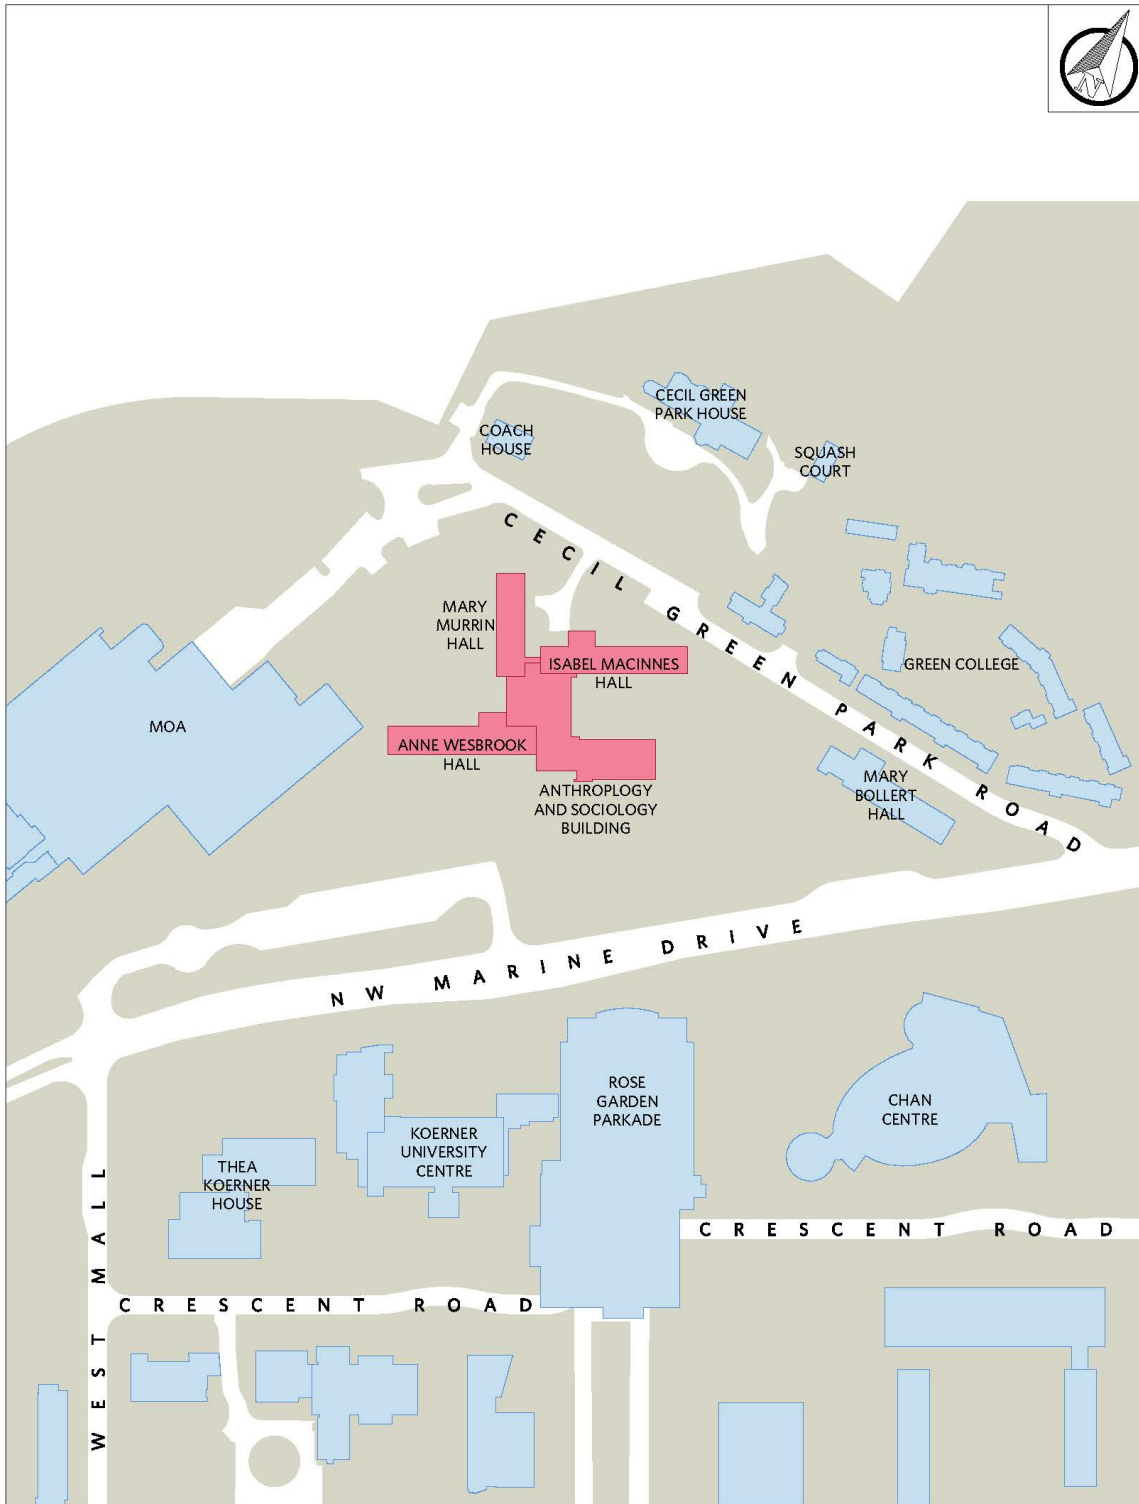 N
CECIL GREEN
PARK HOUSE
COACH
HOUSE
SQUASH
COURT
CECIL GREEN PARK ROAD
MARY
MURRIN
HALL
ISABEL MACINNES
HALL
GREEN COLLEGE
MOA
ANNE WESBROOK
HALL
MARY
BOLLERT
HALL
ANTHROPLOGY
AND SOCIOLOGY
BUILDING
NW MARINE DRIVE
ROSE
GARDEN
PARKADE
CHAN
CENTRE
KOERNER
UNIVERSITY
CENTRE
THEA
KOERNER
HOUSE
CRESCENT ROAD
WEST MALL
CRESCENT ROAD